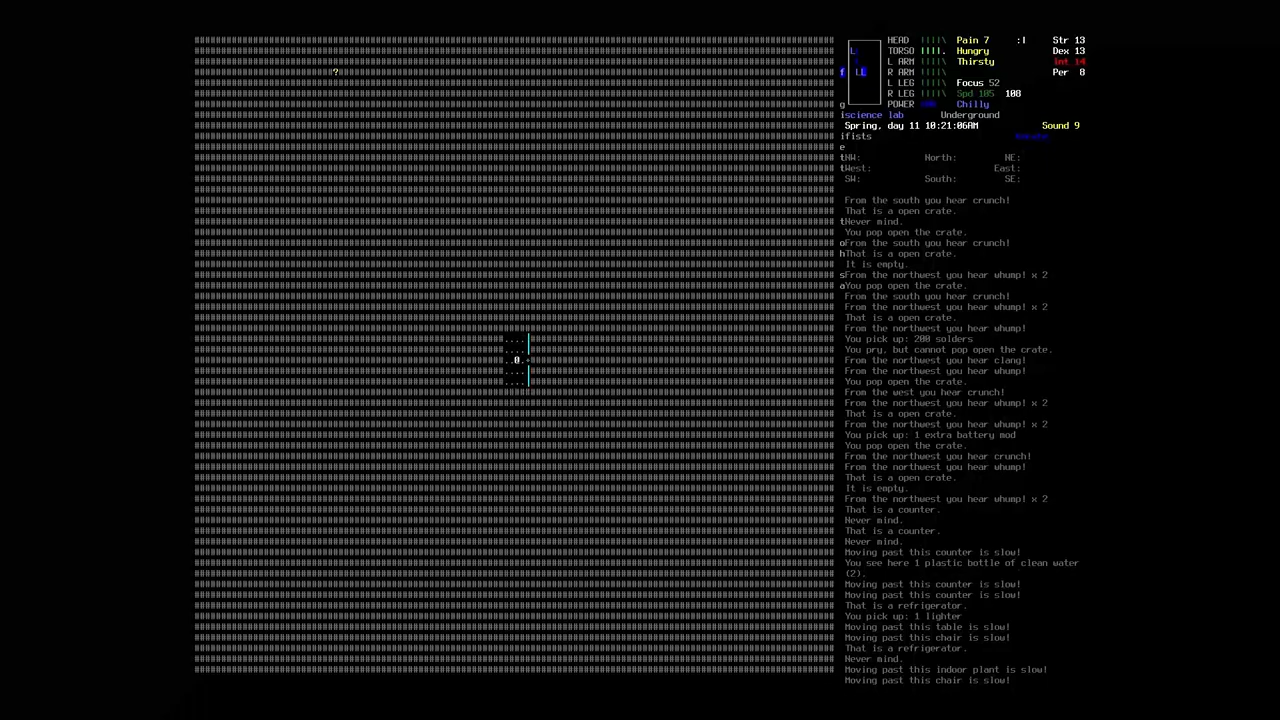 HEAD ||||\ Pain 7 :| Str 13
TORSO ||||. Hungry Dex 13
L ARM ||||\ Thirsty Int 14
R ARM ||||\ Per 8
L LEG ||||\ Focus 52
R LEG ||||\ Spd 105 108
POWER Chilly
science lab Underground
Spring, day 11 10:21:06AM Sound 9
fists
NW: North: NE:
West: East:
SW: South: SE:
From the south you hear crunch!
That is a open crate.
Never mind.
You pop open the crate.
From the south you hear crunch!
That is a open crate.
It is empty.
From the northwest you hear whump! x 2
You pop open the crate.
From the south you hear crunch!
From the northwest you hear whump! x 2
That is a open crate.
From the northwest you hear whump!
You pick up: 200 solders
You pry, but cannot pop open the crate.
From the northwest you hear clang!
From the northwest you hear whump!
You pop open the crate.
From the west you hear crunch!
From the northwest you hear whump! x 2
That is a open crate.
From the northwest you hear whump! x 2
You pick up: 1 extra battery mod
You pop open the crate.
From the northwest you hear crunch!
From the northwest you hear whump!
That is a open crate.
It is empty.
From the northwest you hear whump! x 2
That is a counter.
Never mind.
That is a counter.
Never mind.
Moving past this counter is slow!
You see here 1 plastic bottle of clean water
(2).
Moving past this counter is slow!
Moving past this counter is slow!
That is a refrigerator.
You pick up: 1 lighter
Moving past this table is slow!
Moving past this chair is slow!
That is a refrigerator.
Never mind.
Moving past this indoor plant is slow!
Moving past this chair is slow!